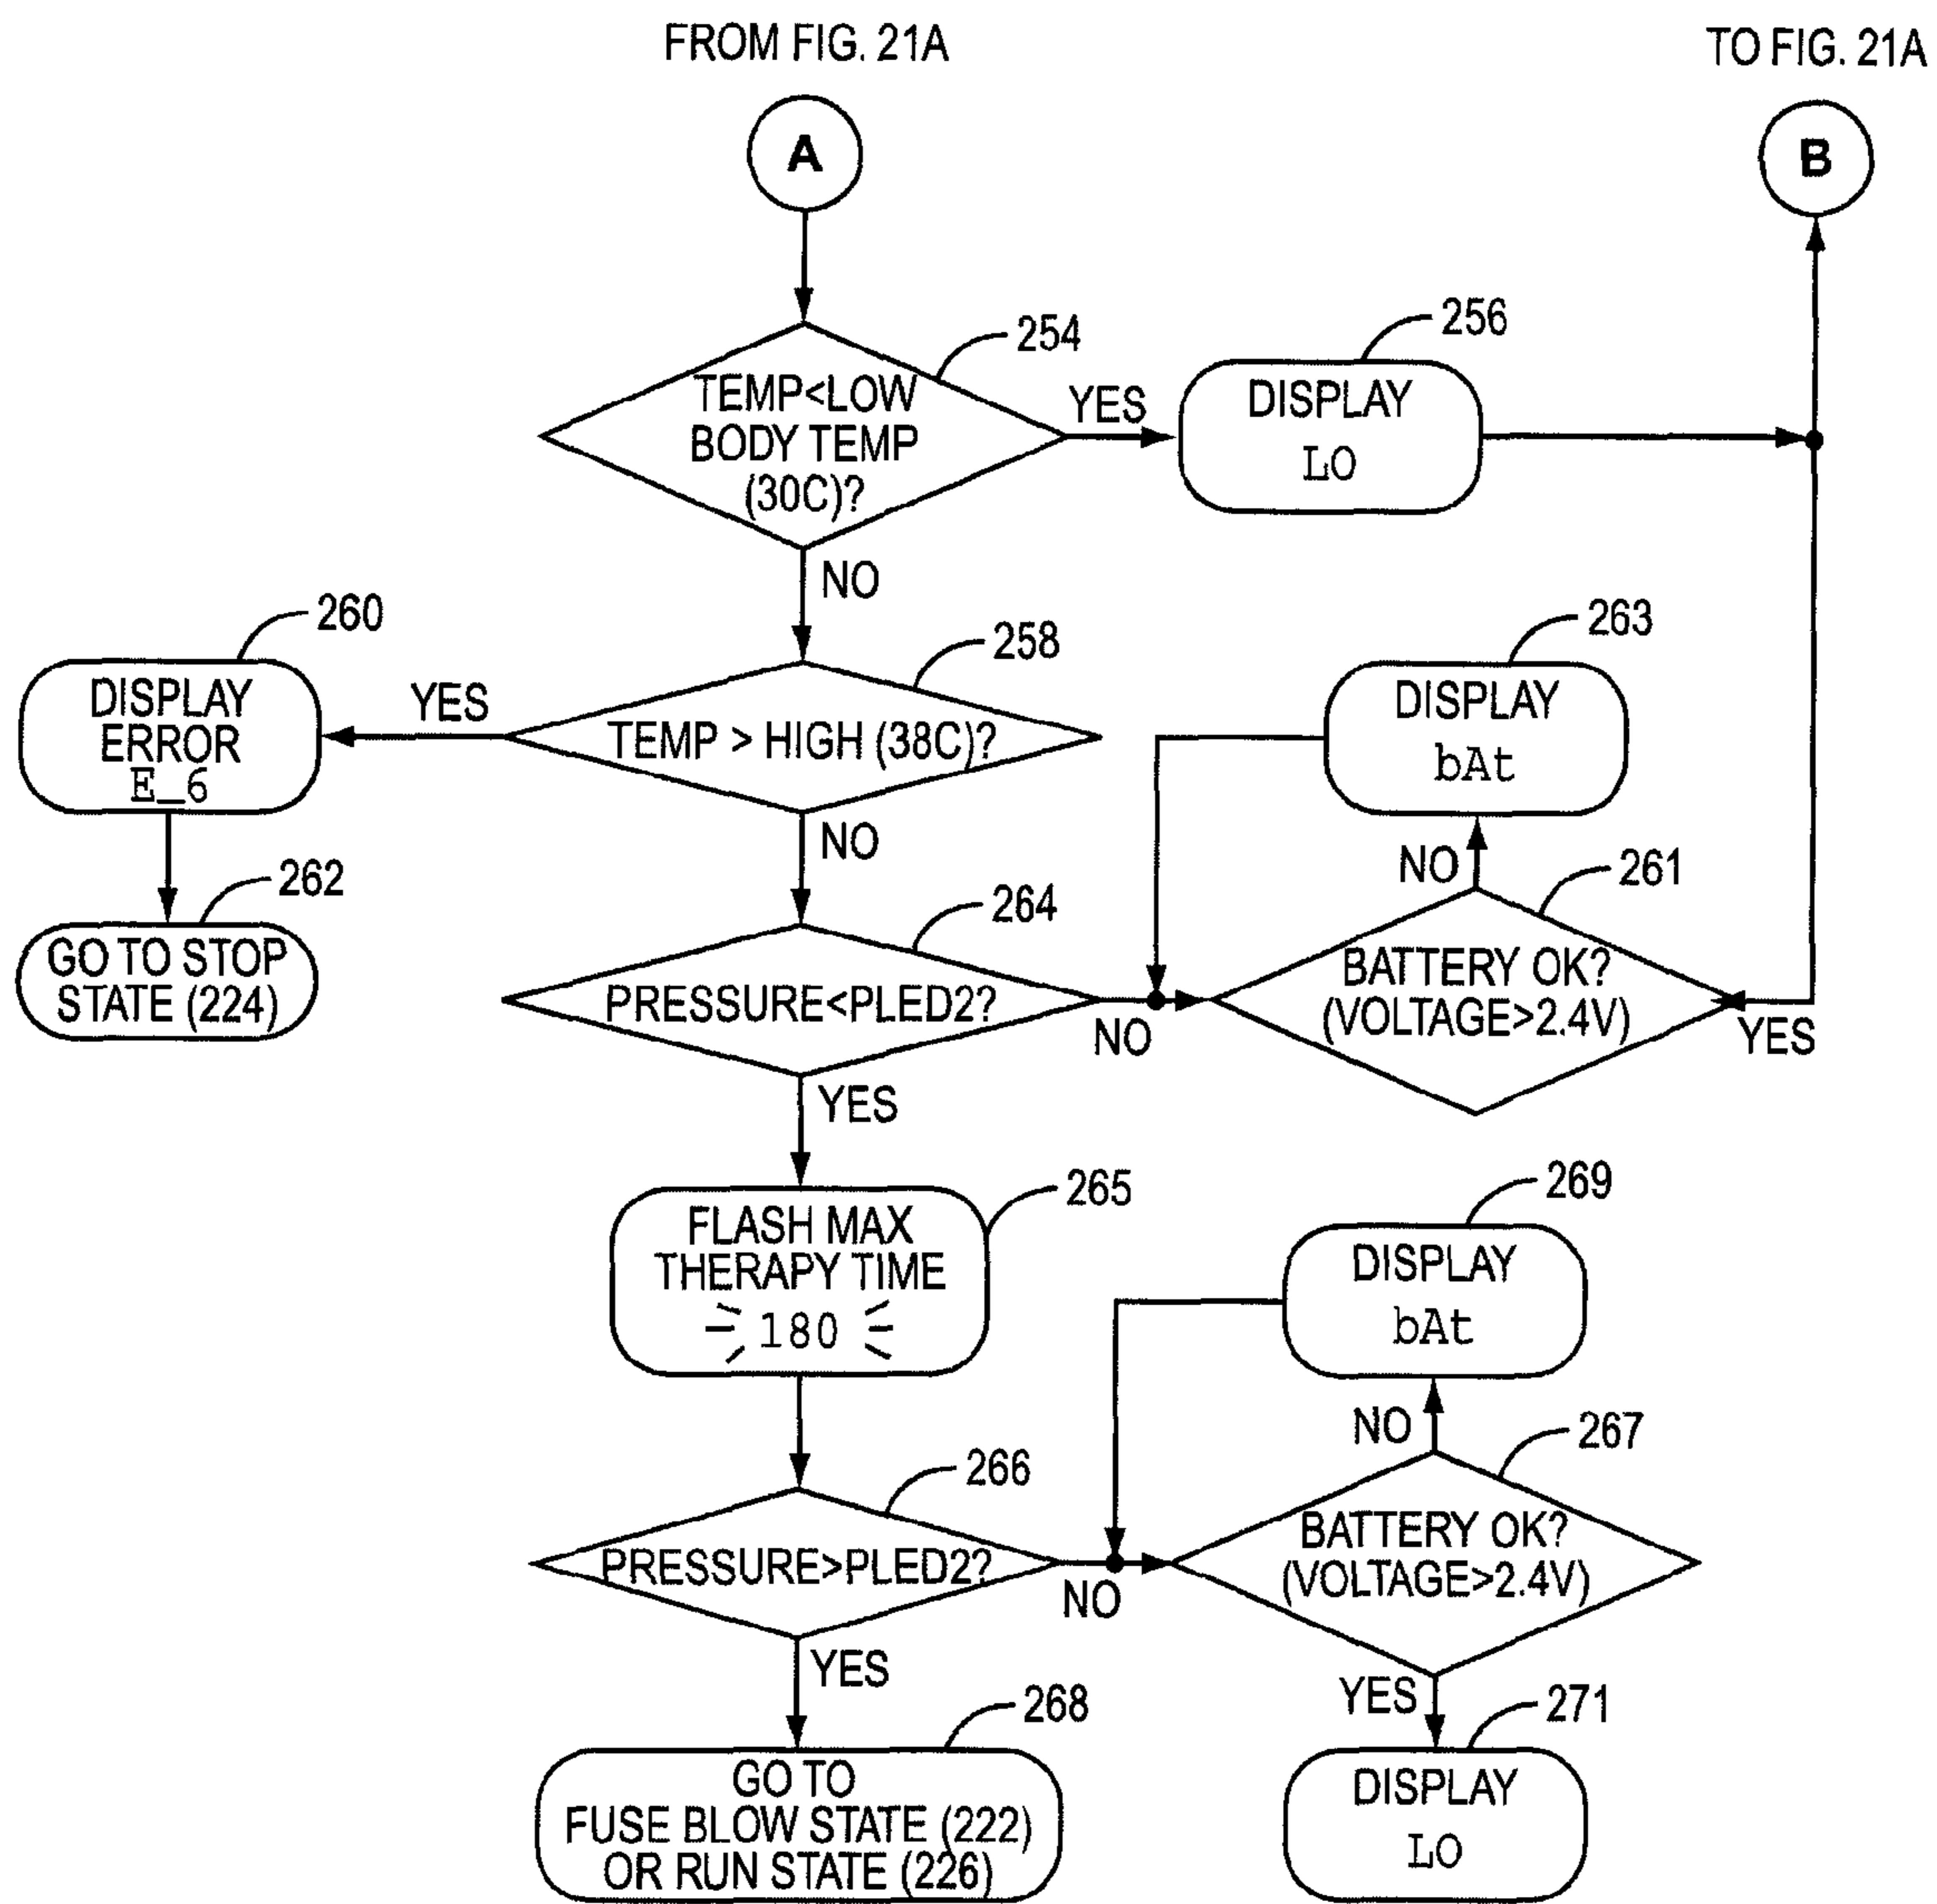 FROM FIG. 21A
TO FIG. 21A
A
B
254
TEMP<LOW
BODY TEMP
(30C)?
YES
256
DISPLAY
LO
NO
260
DISPLAY
ERROR
E_6
YES
258
TEMP > HIGH (38C)?
263
DISPLAY
bAt
NO
262
GO TO STOP
STATE (224)
264
PRESSURE<PLED2?
NO
NO
261
BATTERY OK?
(VOLTAGE>2.4V)
YES
YES
265
FLASH MAX
THERAPY TIME
180
269
DISPLAY
bAt
266
PRESSURE>PLED2?
NO
NO
267
BATTERY OK?
(VOLTAGE>2.4V)
YES
268
GO TO
FUSE BLOW STATE (222)
OR RUN STATE (226)
YES
271
DISPLAY
LO